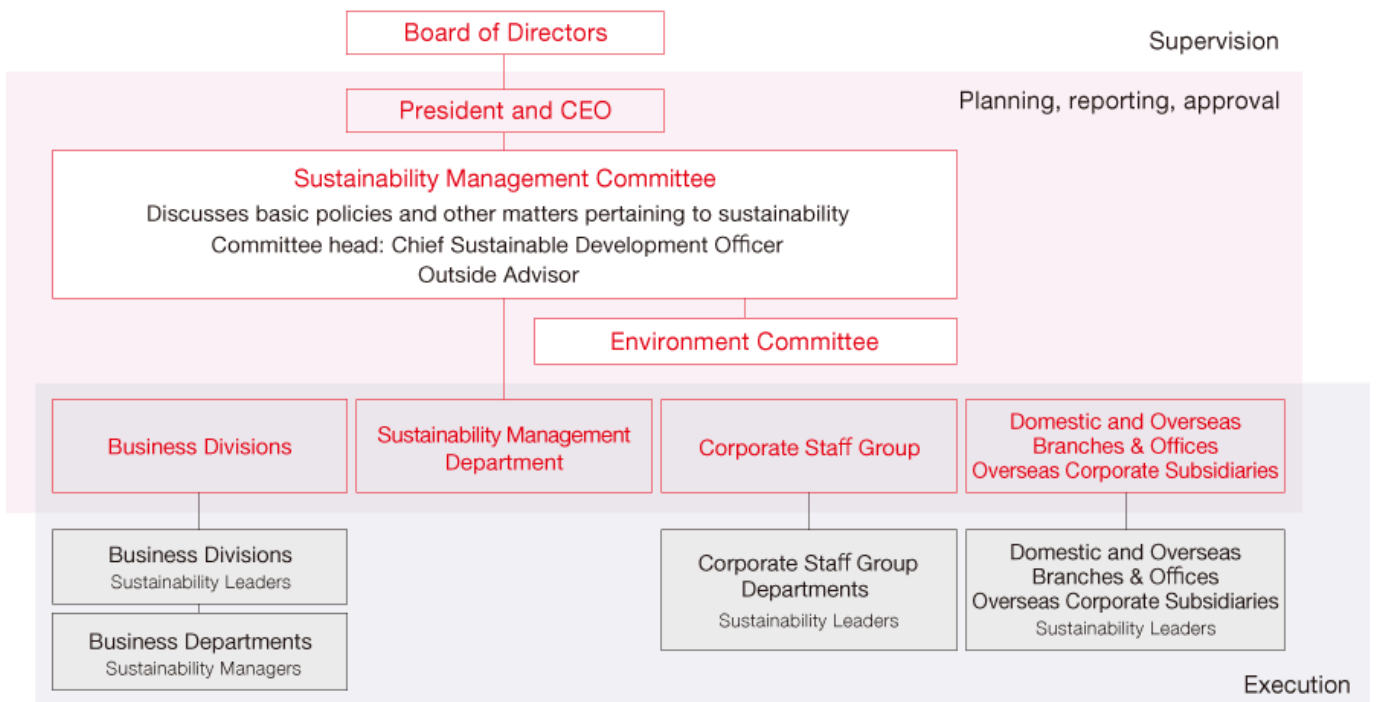 Board of Directors
Supervision
President and CEO
Planning, reporting, approval
Sustainability Management Committee
Discusses basic policies and other matters pertaining to sustainability
Committee head: Chief Sustainable Development Officer
Outside Advisor
Environment Committee
Business Divisions
Sustainability Management
Department
Corporate Staff Group
Domestic and Overseas
Branches & Offices
Overseas Corporate Subsidiaries
Business Divisions
Sustainability Leaders
Business Departments
Sustainability Managers
Corporate Staff Group
Departments
Sustainability Leaders
Domestic and Overseas
Branches & Offices
Overseas Corporate Subsidiaries
Sustainability Leaders
Execution